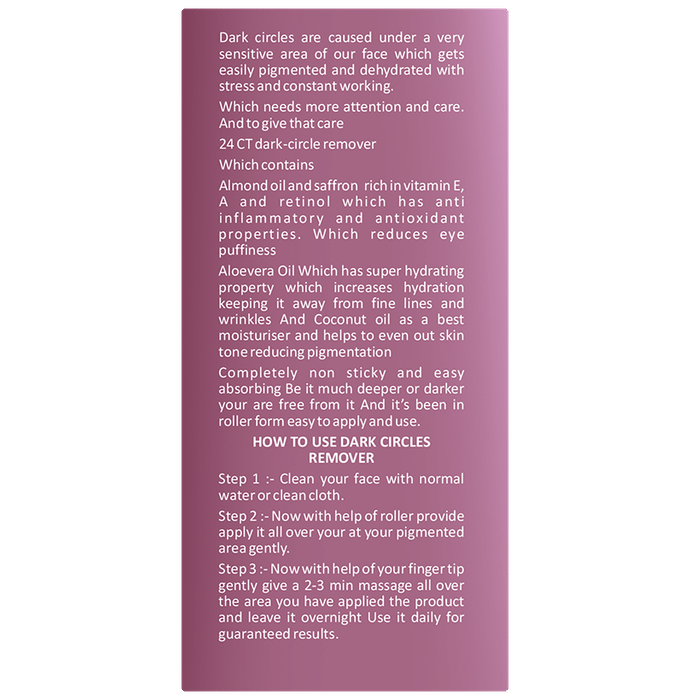 Dark circles are caused under a very
sensitive area of our face which gets
easily pigmented and dehydrated with
stress and constant working.
Which needs more attention and care.
And to give that care
24 CT dark-circle remover
Which contains
Almond oil and saffron rich in vitamin E,
A and retinol which has anti
inflammatory and antioxidant
properties. Which reduces eye
puffiness
Aloevera Oil Which has super hydrating
property which increases hydration
keeping it away from fine lines and
wrinkles And Coconut oil as a best
moisturiser and helps to even out skin
tone reducing pigmentation
Completely non sticky and easy
absorbing Be it much deeper or darker
your are free from it And it's been in
roller form easy to apply and use.
HOW TO USE DARK CIRCLES
REMOVER
Step 1 :- Clean your face with normal
water or clean cloth.
Step 2 :- Now with help of roller provide
apply it all over your at your pigmented
area gently.
Step 3 :- Now with help of your finger tip
gently give a 2-3 min massage all over
the area you have applied the product
and leave it overnight Use it daily for
guaranteed results.